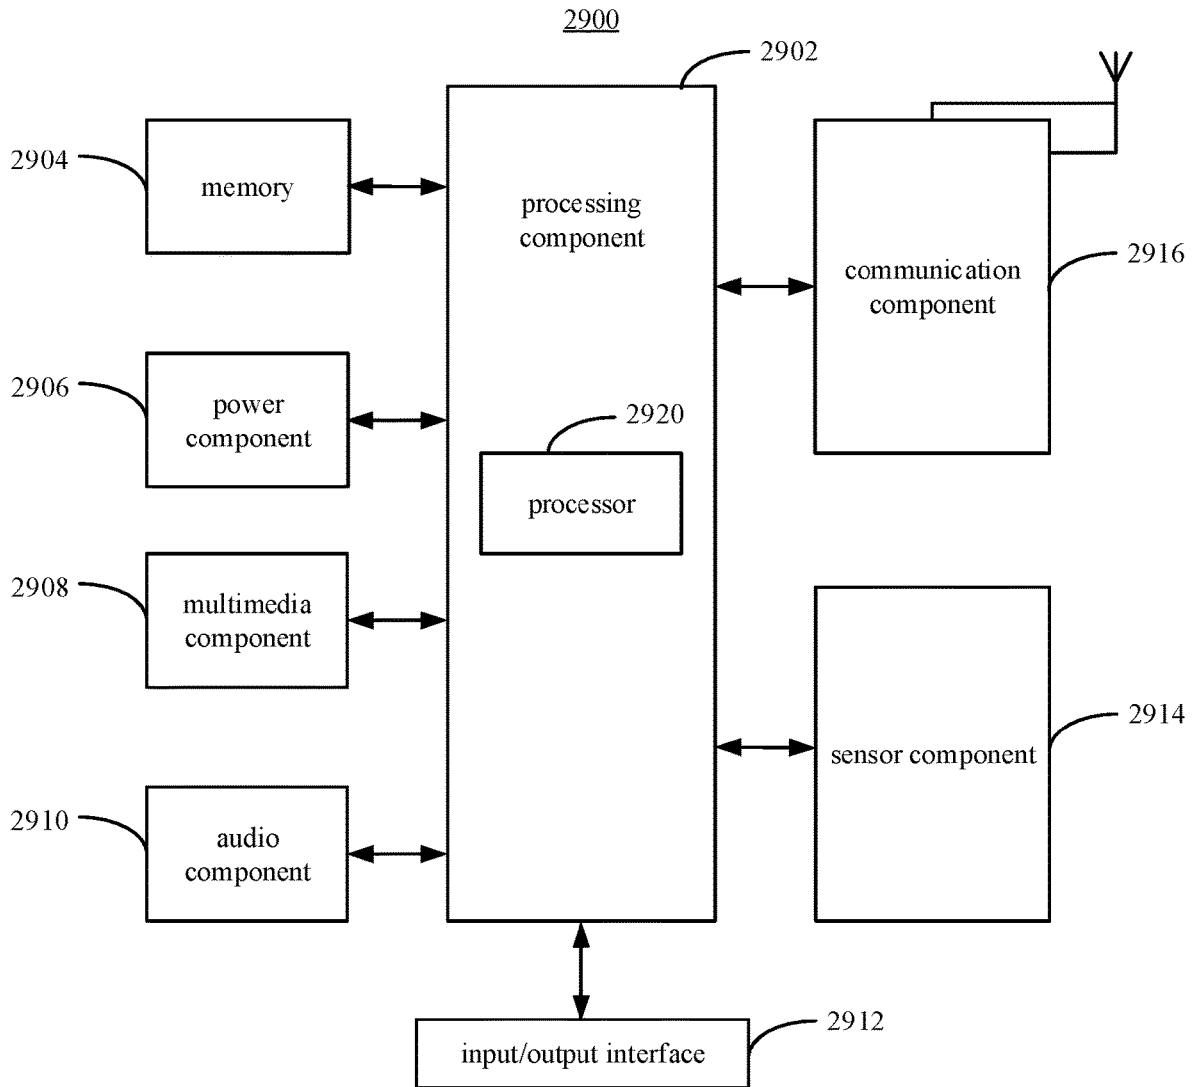 2900
2902
2904
memory
processing
component
communication
component
2916
2906
power
component
2920
processor
2908
multimedia
component
2914
sensor component
2910
audio
component
2912
input/output interface